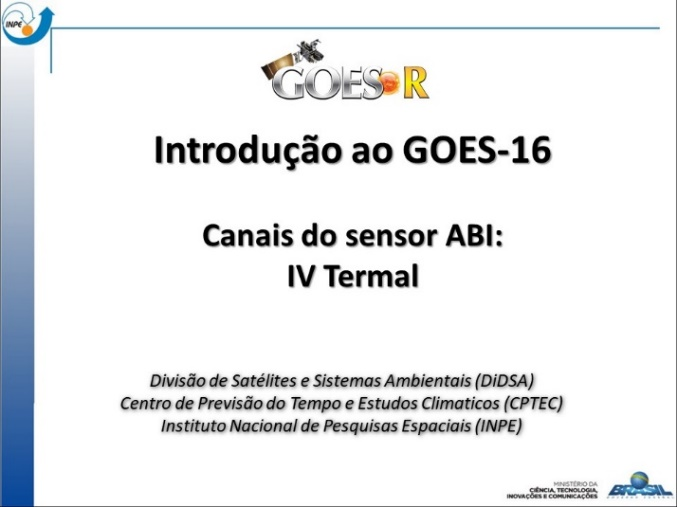 INPE
GOES R
Introdução ao GOES-16
Canais do sensor ABI:
IV Termal
Divisão de Satélites e Sistemas Ambientais (DiDSA)
Centro de Previsão do Tempo e Estudos Climaticos (CPTEC)
Instituto Nacional de Pesquisas Espaciais (INPE)
MINISTÉRIO DA
CIÊNCIA, TECNOLOGIA,
INOVAÇÕES E COMUNICAÇÕES
BRASIL